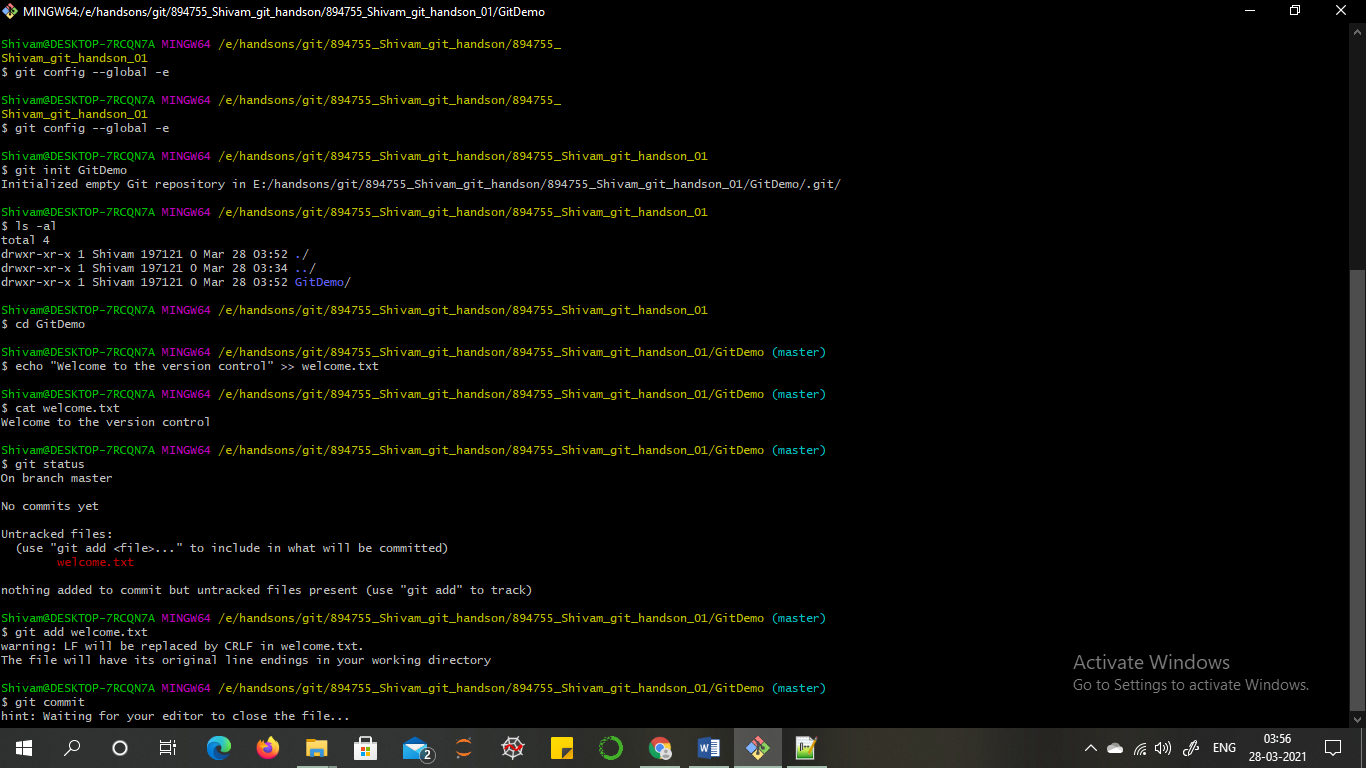 MINGW64:/e/handsons/git/894755_Shivam_git_handson/894755_Shivam_git_handson_01/GitDemo
Shivam@DESKTOP-7RCQN7A MINGW64 /e/handsons/git/894755_Shivam_git_handson/894755_
Shivam_git_handson_01
$ git config --global -e
Shivam@DESKTOP-7RCQN7A MINGW64 /e/handsons/git/894755_Shivam_git_handson/894755_
Shivam_git_handson_01
$ git config --global -e
Shivam@DESKTOP-7RCQN7A MINGW64 /e/handsons/git/894755_Shivam_git_handson/894755_Shivam_git_handson_01
$ git init GitDemo
Initialized empty Git repository in E:/handsons/git/894755_Shivam_git_handson/894755_Shivam_git_handson_01/GitDemo/.git/
Shivam@DESKTOP-7RCQN7A MINGW64 /e/handsons/git/894755_Shivam_git_handson/894755_Shivam_git_handson_01
$ ls -al
total 4
drwxr-xr-x 1 Shivam 197121 0 Mar 28 03:52 ./
drwxr-xr-x 1 Shivam 197121 0 Mar 28 03:34 ../
drwxr-xr-x 1 Shivam 197121 0 Mar 28 03:52 GitDemo/
Shivam@DESKTOP-7RCQN7A MINGW64 /e/handsons/git/894755_Shivam_git_handson/894755_Shivam_git_handson_01
$ cd GitDemo
Shivam@DESKTOP-7RCQN7A MINGW64 /e/handsons/git/894755_Shivam_git_handson/894755_Shivam_git_handson_01/GitDemo (master)
$ echo "Welcome to the version control" >> welcome.txt
Shivam@DESKTOP-7RCQN7A MINGW64 /e/handsons/git/894755_Shivam_git_handson/894755_Shivam_git_handson_01/GitDemo (master)
$ cat welcome.txt
Welcome to the version control
Shivam@DESKTOP-7RCQN7A MINGW64 /e/handsons/git/894755_Shivam_git_handson/894755_Shivam_git_handson_01/GitDemo (master)
$ git status
On branch master
No commits yet
Untracked files:
(use "git add <file>..." to include in what will be committed)
welcome.txt
nothing added to commit but untracked files present (use "git add" to track)
Shivam@DESKTOP-7RCQN7A MINGW64 /e/handsons/git/894755_Shivam_git_handson/894755_Shivam_git_handson_01/GitDemo (master)
$ git add welcome.txt
warning: LF will be replaced by CRLF in welcome.txt.
The file will have its original line endings in your working directory
Shivam@DESKTOP-7RCQN7A MINGW64 /e/handsons/git/894755_Shivam_git_handson/894755_Shivam_git_handson_01/GitDemo (master)
$ git commit
hint: Waiting for your editor to close the file...
Activate Windows
Go to Settings to activate Windows.
2
ENG
03:56
28-03-2021